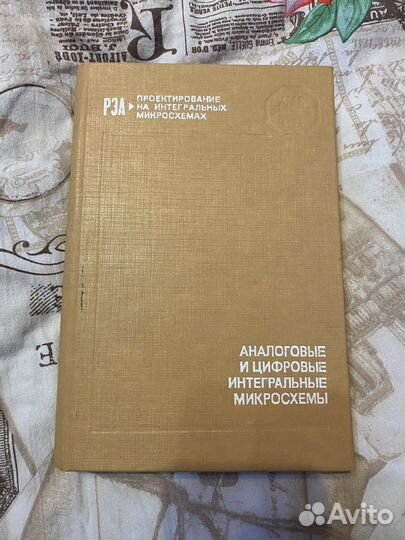 РЭА
ПРОЕКТИРОВАНИЕ
НА ИНТЕГРАЛЬНЫХ
МИКРОСХЕМАХ
АНАЛОГОВЫЕ
И ЦИФРОВЫЕ
ИНТЕГРАЛЬНЫЕ
МИКРОСХЕМЫ
Avito